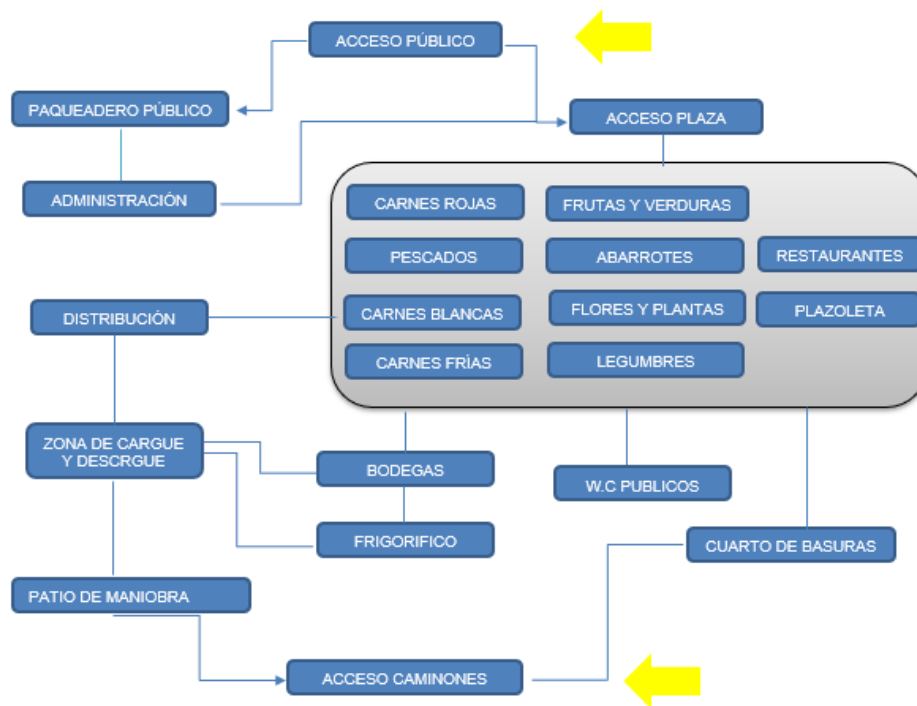 ACCESO PÚBLICO
PAQUEADERO PÚBLICO
ACCESO PLAZA
ADMINISTRACIÓN
CARNES ROJAS
FRUTAS Y VERDURAS
PESCADOS
ABARROTES
RESTAURANTES
DISTRIBUCIÓN
CARNES BLANCAS
FLORES Y PLANTAS
PLAZOLETA
CARNES FRÍAS
LEGUMBRES
ZONA DE CARGUE
Y DESCRGUE
BODEGAS
W.C PUBLICOS
FRIGORIFICO
CUARTO DE BASURAS
PATIO DE MANIOBRA
ACCESO CAMINONES